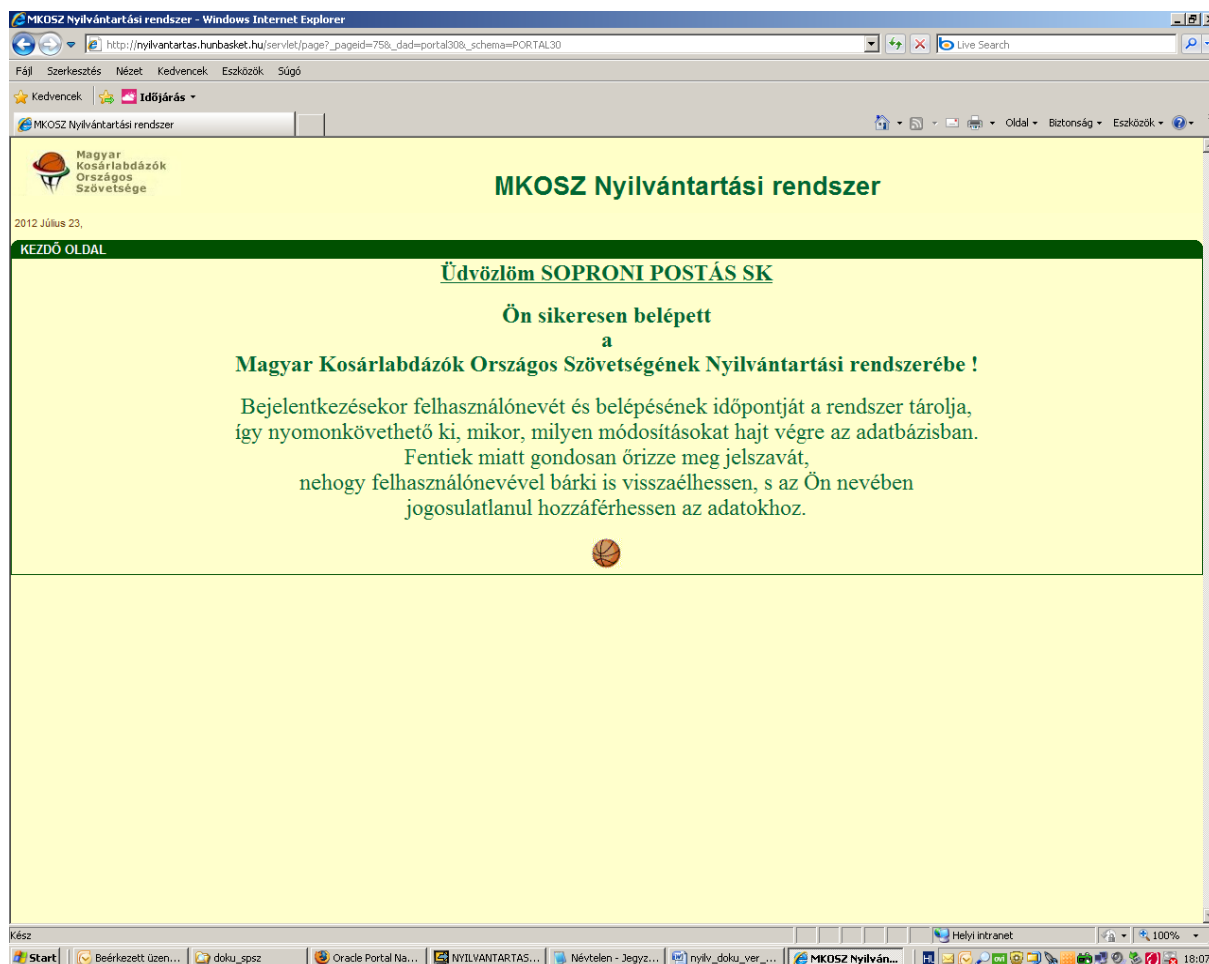 MKOSZ Nyilvántartási rendszer - Windows Internet Explorer
http://nyilvantartas.hunbasket.hu/servlet/page?_pageid=75&_dad=portal30&_schema=PORTAL30
Live Search
Fájl Szerkesztés Nézet Kedvencek Eszközök Súgó
Kedvencek Időjárás
MKOSZ Nyilvántartási rendszer
Oldal Biztonság Eszközök
Magyar
Kosárlabdázók
Országos
Szövetsége
MKOSZ Nyilvántartási rendszer
2012 Július 23,
KEZDŐ OLDAL
Üdvözlöm SOPRONI POSTÁS SK
Ön sikeresen belépett
a
Magyar Kosárlabdázók Országos Szövetségének Nyilvántartási rendszerébe !
Bejelentkezésekor felhasználónevét és belépésének időpontját a rendszer tárolja,
így nyomonkövethető ki, mikor, milyen módosításokat hajt végre az adatbázisban.
Fentiek miatt gondosan őrizze meg jelszavát,
nehogy felhasználónevével bárki is visszaélhessen, s az Ön nevében
jogosulatlanul hozzáférhessen az adatokhoz.
Kész
Helyi intranet
100%
Start Beérkezett üzen... doku_spsz Oracle Portal Na... NYILVANTARTAS... Névtelen - Jegyz... nyilv_doku_ver_... MKOSZ Nyilván... 18:07